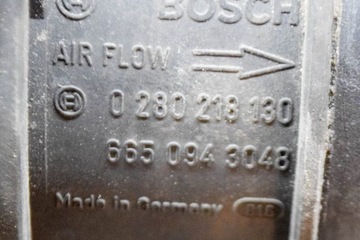 BOSCH
AIR FLOW
0 280 218 130
665 094 3048
Made in Germany